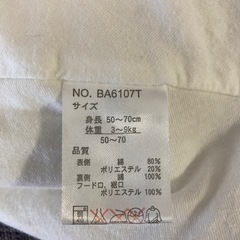 NO. BA6107T
サイズ
身長 50～70cm
体重 3～9kg
50～70
品質
表側 綿 80%
ポリエステル 20%
裏側 綿 100%
フードロ、裾口
ポリエステル 100%